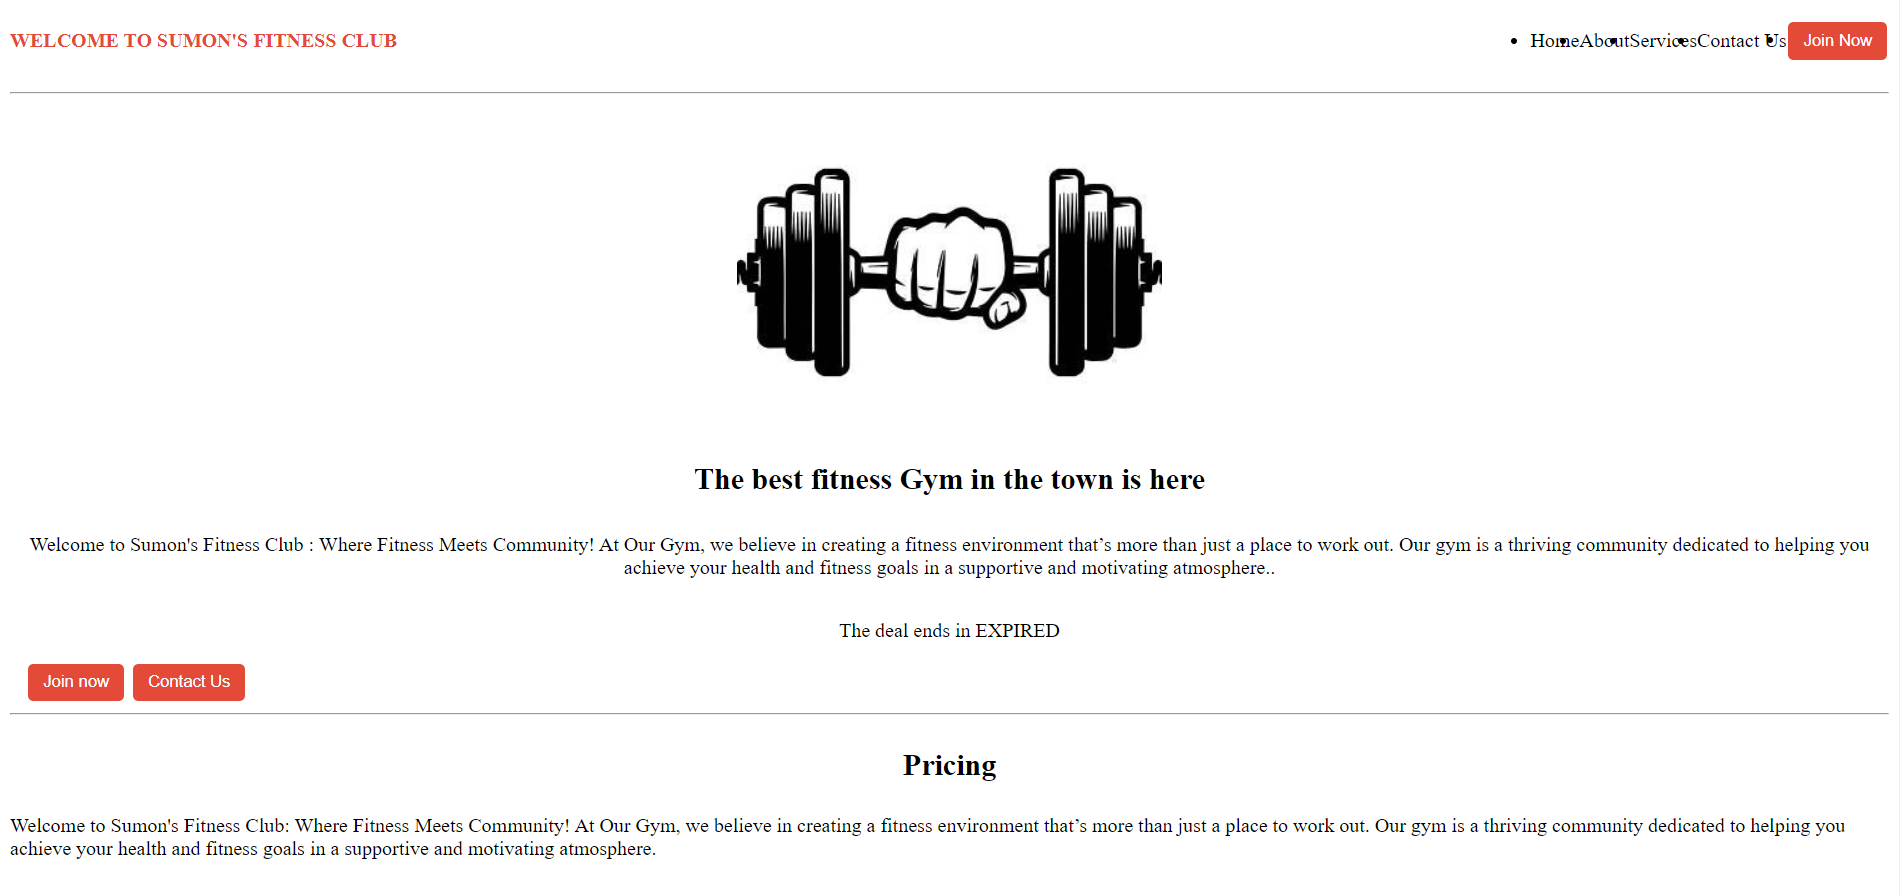 WELCOME TO SUMON'S FITNESS CLUB
• Home • About • Services • Contact Us • Join Now
The best fitness Gym in the town is here
Welcome to Sumon's Fitness Club : Where Fitness Meets Community! At Our Gym, we believe in creating a fitness environment that’s more than just a place to work out. Our gym is a thriving community dedicated to helping you
achieve your health and fitness goals in a supportive and motivating atmosphere..
The deal ends in EXPIRED
Join now Contact Us
Pricing
Welcome to Sumon's Fitness Club: Where Fitness Meets Community! At Our Gym, we believe in creating a fitness environment that’s more than just a place to work out. Our gym is a thriving community dedicated to helping you
achieve your health and fitness goals in a supportive and motivating atmosphere.